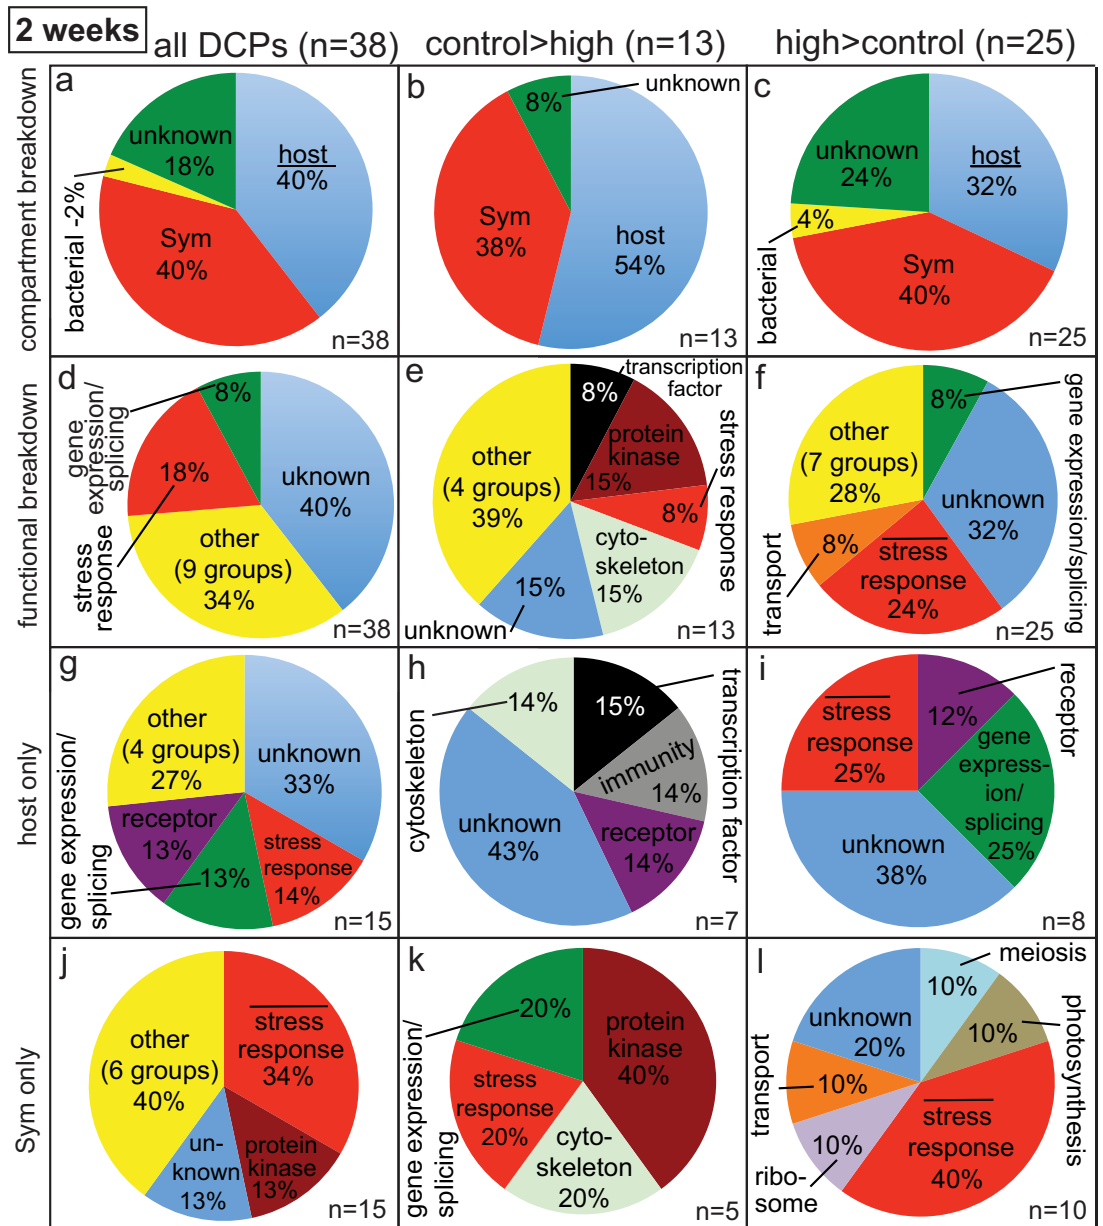 2 weeks
all DCPs (n=38)
control>high (n=13)
high>control (n=25)
compartment breakdown
a
unknown
18%
host
40%
bacterial -2%
Sym
40%
n=38
b
8%
unknown
Sym
38%
host
54%
n=13
c
unknown
24%
host
32%
4%
bacterial
Sym
40%
n=25
functional breakdown
d
gene
expression/
splicing
8%
stress
response
18%
uknown
40%
other
(9 groups)
34%
n=38
e
8%
transcription
factor
protein
kinase
15%
stress response
8%
other
(4 groups)
39%
cyto-
skeleton
15%
15%
unknown
n=13
f
8%
gene expression/splicing
other
(7 groups)
28%
unknown
32%
8%
transport
stress
response
24%
n=25
host only
g
other
(4 groups)
27%
unknown
33%
receptor
13%
gene expression/
splicing
13%
stress
response
14%
n=15
h
cytoskeleton
14%
15%
transcription factor
immunity
14%
unknown
43%
receptor
14%
n=7
i
stress
response
25%
12%
receptor
gene
express-
ion/
splicing
25%
unknown
38%
n=8
Sym only
j
other
(6 groups)
40%
stress
response
34%
un-
known
13%
protein
kinase
13%
n=15
k
20%
gene expression/
splicing
protein
kinase
40%
stress
response
20%
cyto-
skeleton
20%
n=5
l
meiosis
10%
unknown
20%
10%
photosynthesis
transport
10%
10%
ribo-
some
stress
response
40%
n=10